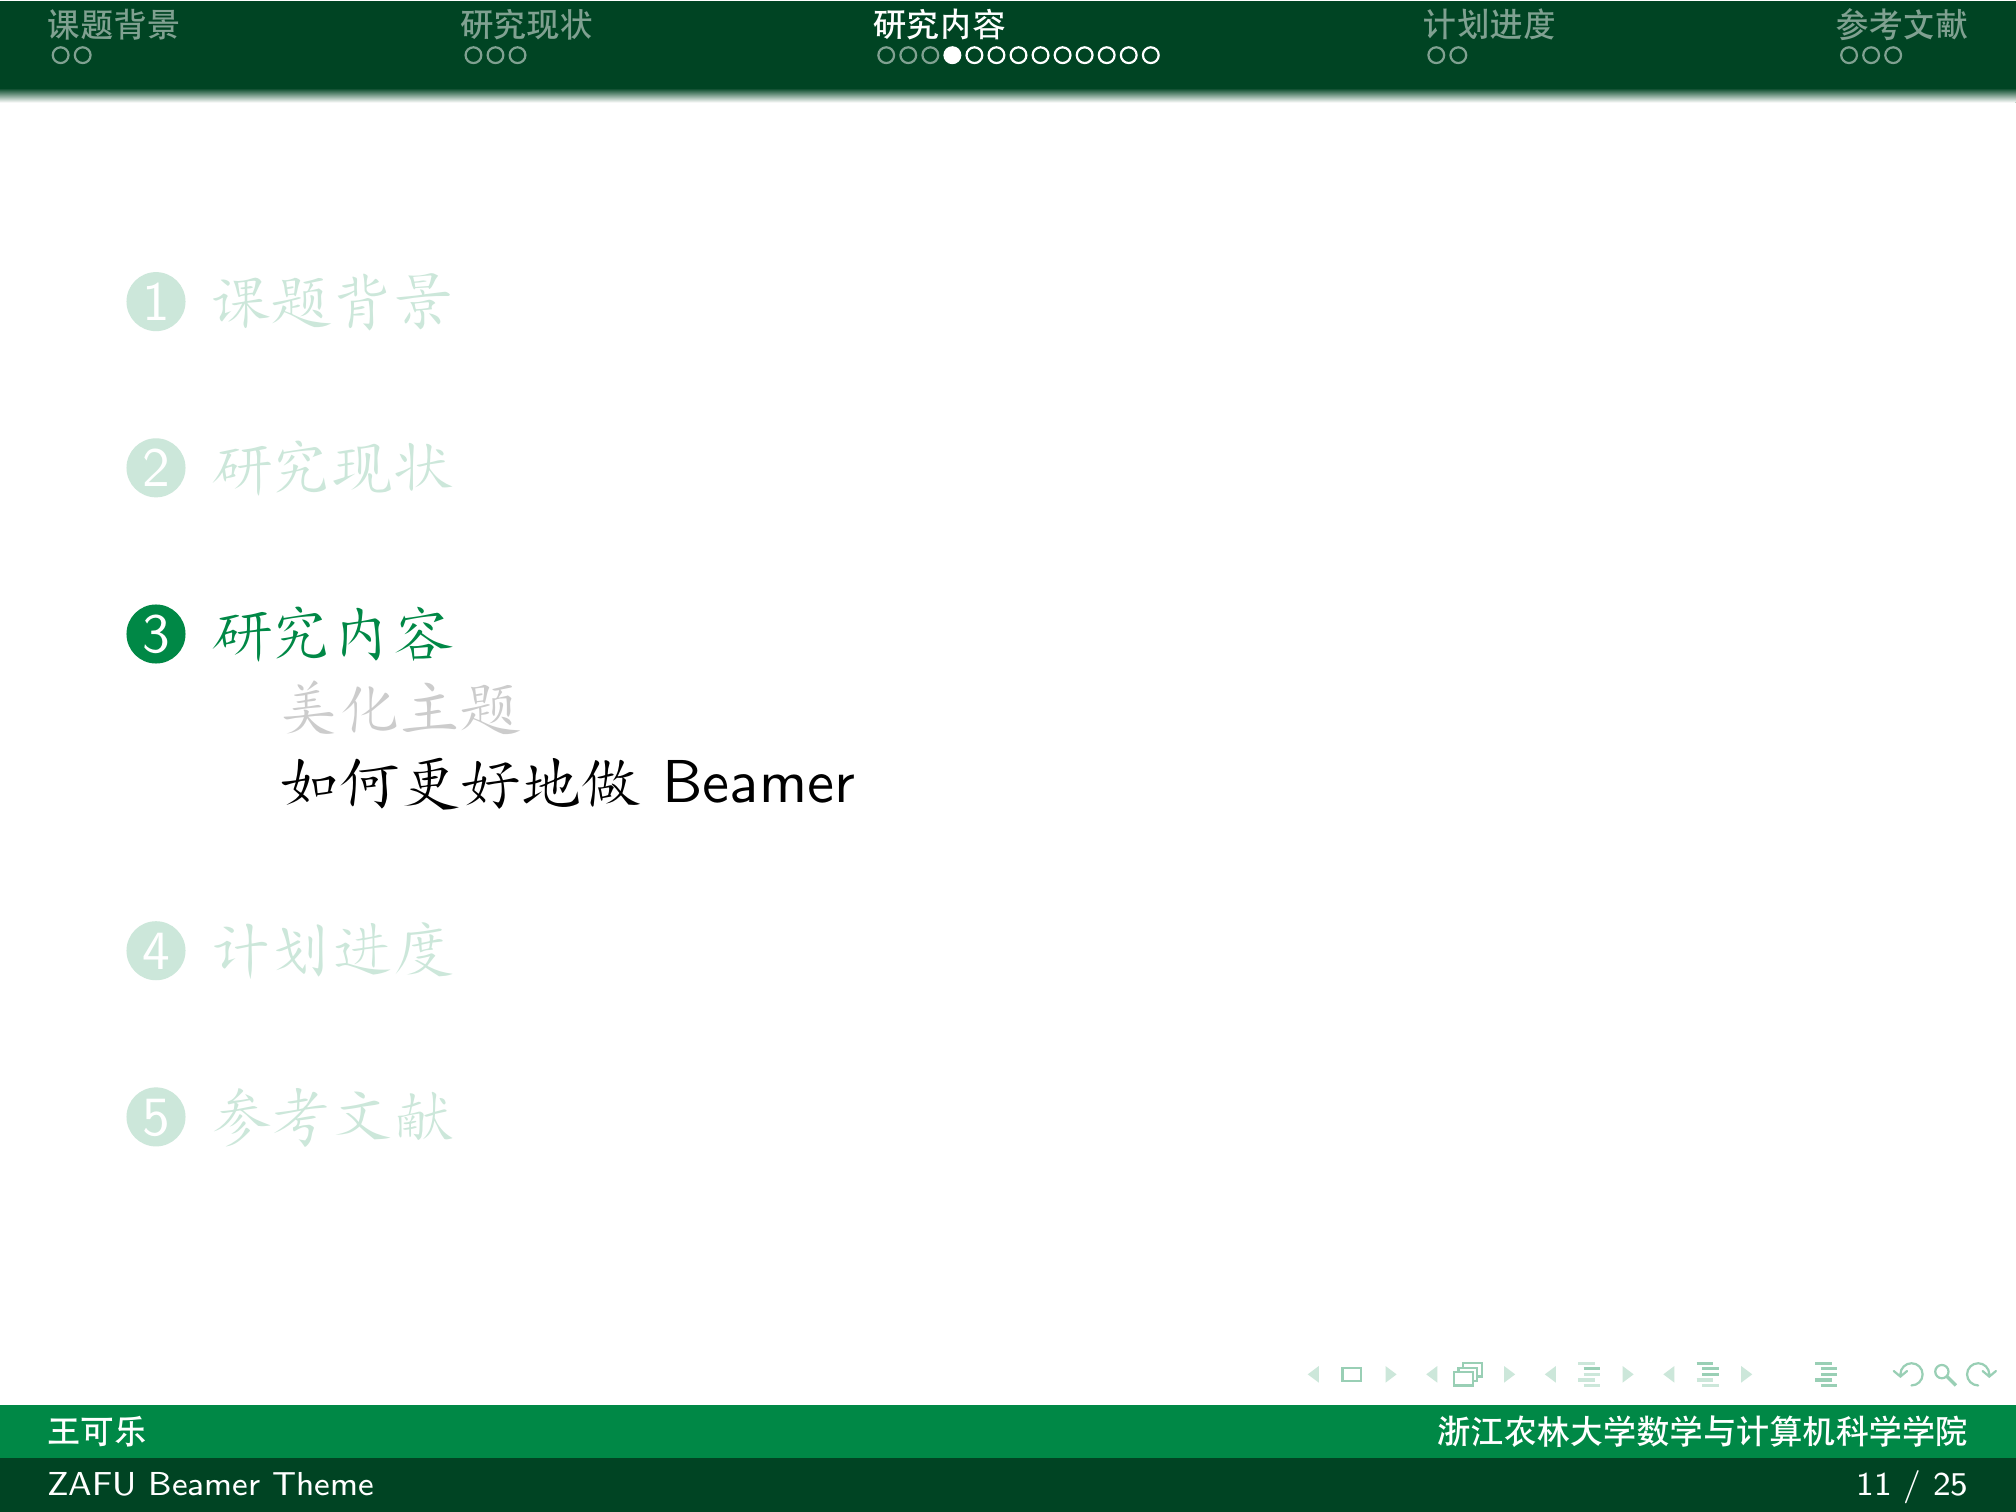 课题背景 研究现状 研究内容 计划进度 参考文献
1 课题背景
2 研究现状
3 研究内容
美化主题
如何更好地做 Beamer
4 计划进度
5 参考文献
王可乐 浙江农林大学数学与计算机科学学院
ZAFU Beamer Theme 11 / 25